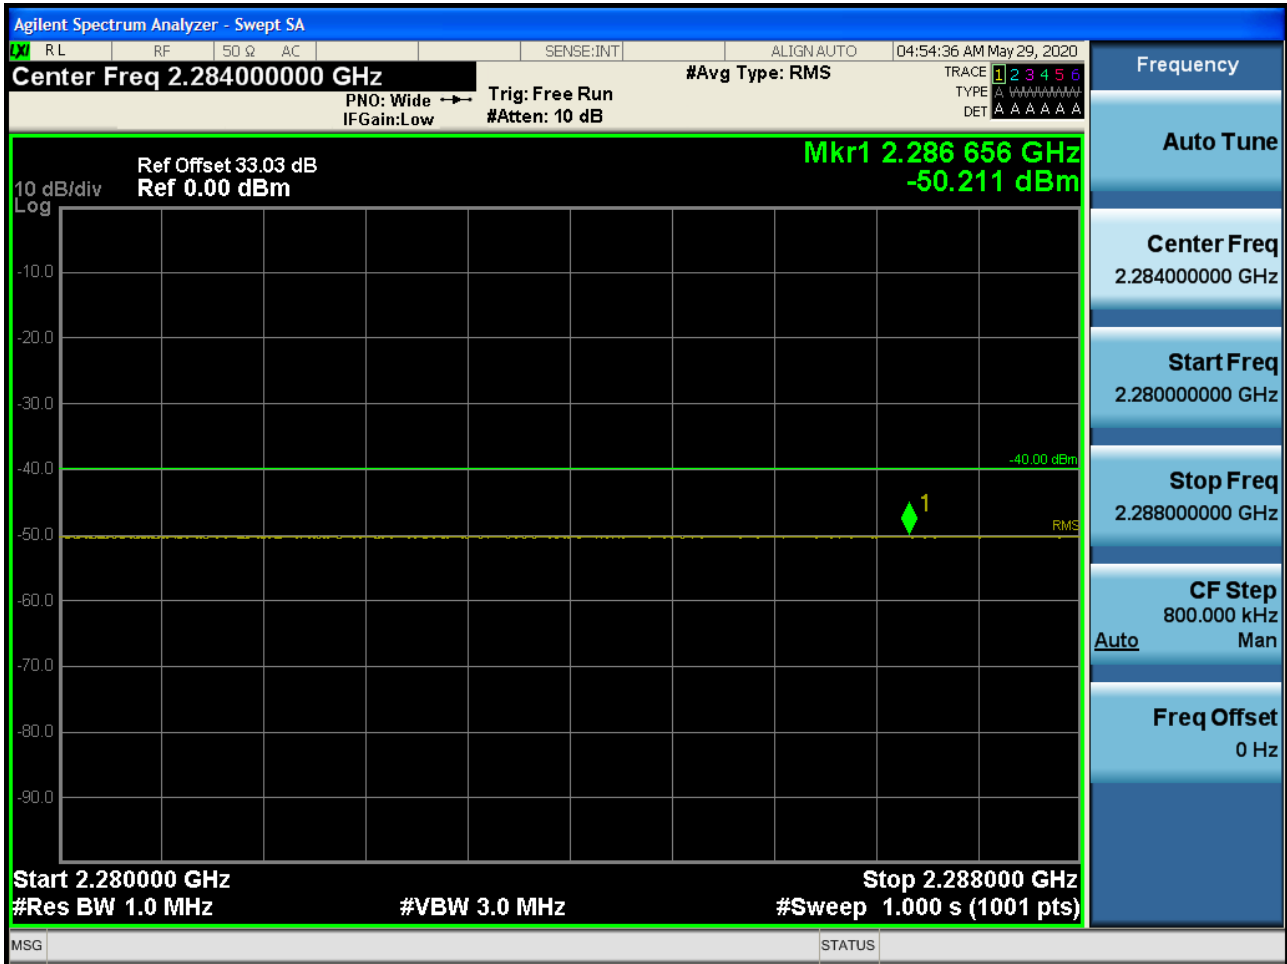 Agilent Spectrum Analyzer - Swept SA
LXI RL RF 50 Ω AC SENSE:INT ALIGN AUTO 04:54:36 AM May 29, 2020
Center Freq 2.284000000 GHz
#Avg Type: RMS
TRACE 1 2 3 4 5 6
PNO: Wide
Trig: Free Run
TYPE A WWWWW
IFGain:Low
#Atten: 10 dB
DET A A A A A A
Ref Offset 33.03 dB
Mkr1 2.286 656 GHz
10 dB/div Ref 0.00 dBm
-50.211 dBm
Log
-10.0
-20.0
-30.0
-40.0
-40.00 dBm
1
-50.0
RMS
-60.0
-70.0
-80.0
-90.0
Start 2.280000 GHz
Stop 2.288000 GHz
#Res BW 1.0 MHz
#VBW 3.0 MHz
#Sweep 1.000 s (1001 pts)
MSG
STATUS
Frequency
Auto Tune
Center Freq
2.284000000 GHz
Start Freq
2.280000000 GHz
Stop Freq
2.288000000 GHz
CF Step
800.000 kHz
Auto Man
Freq Offset
0 Hz